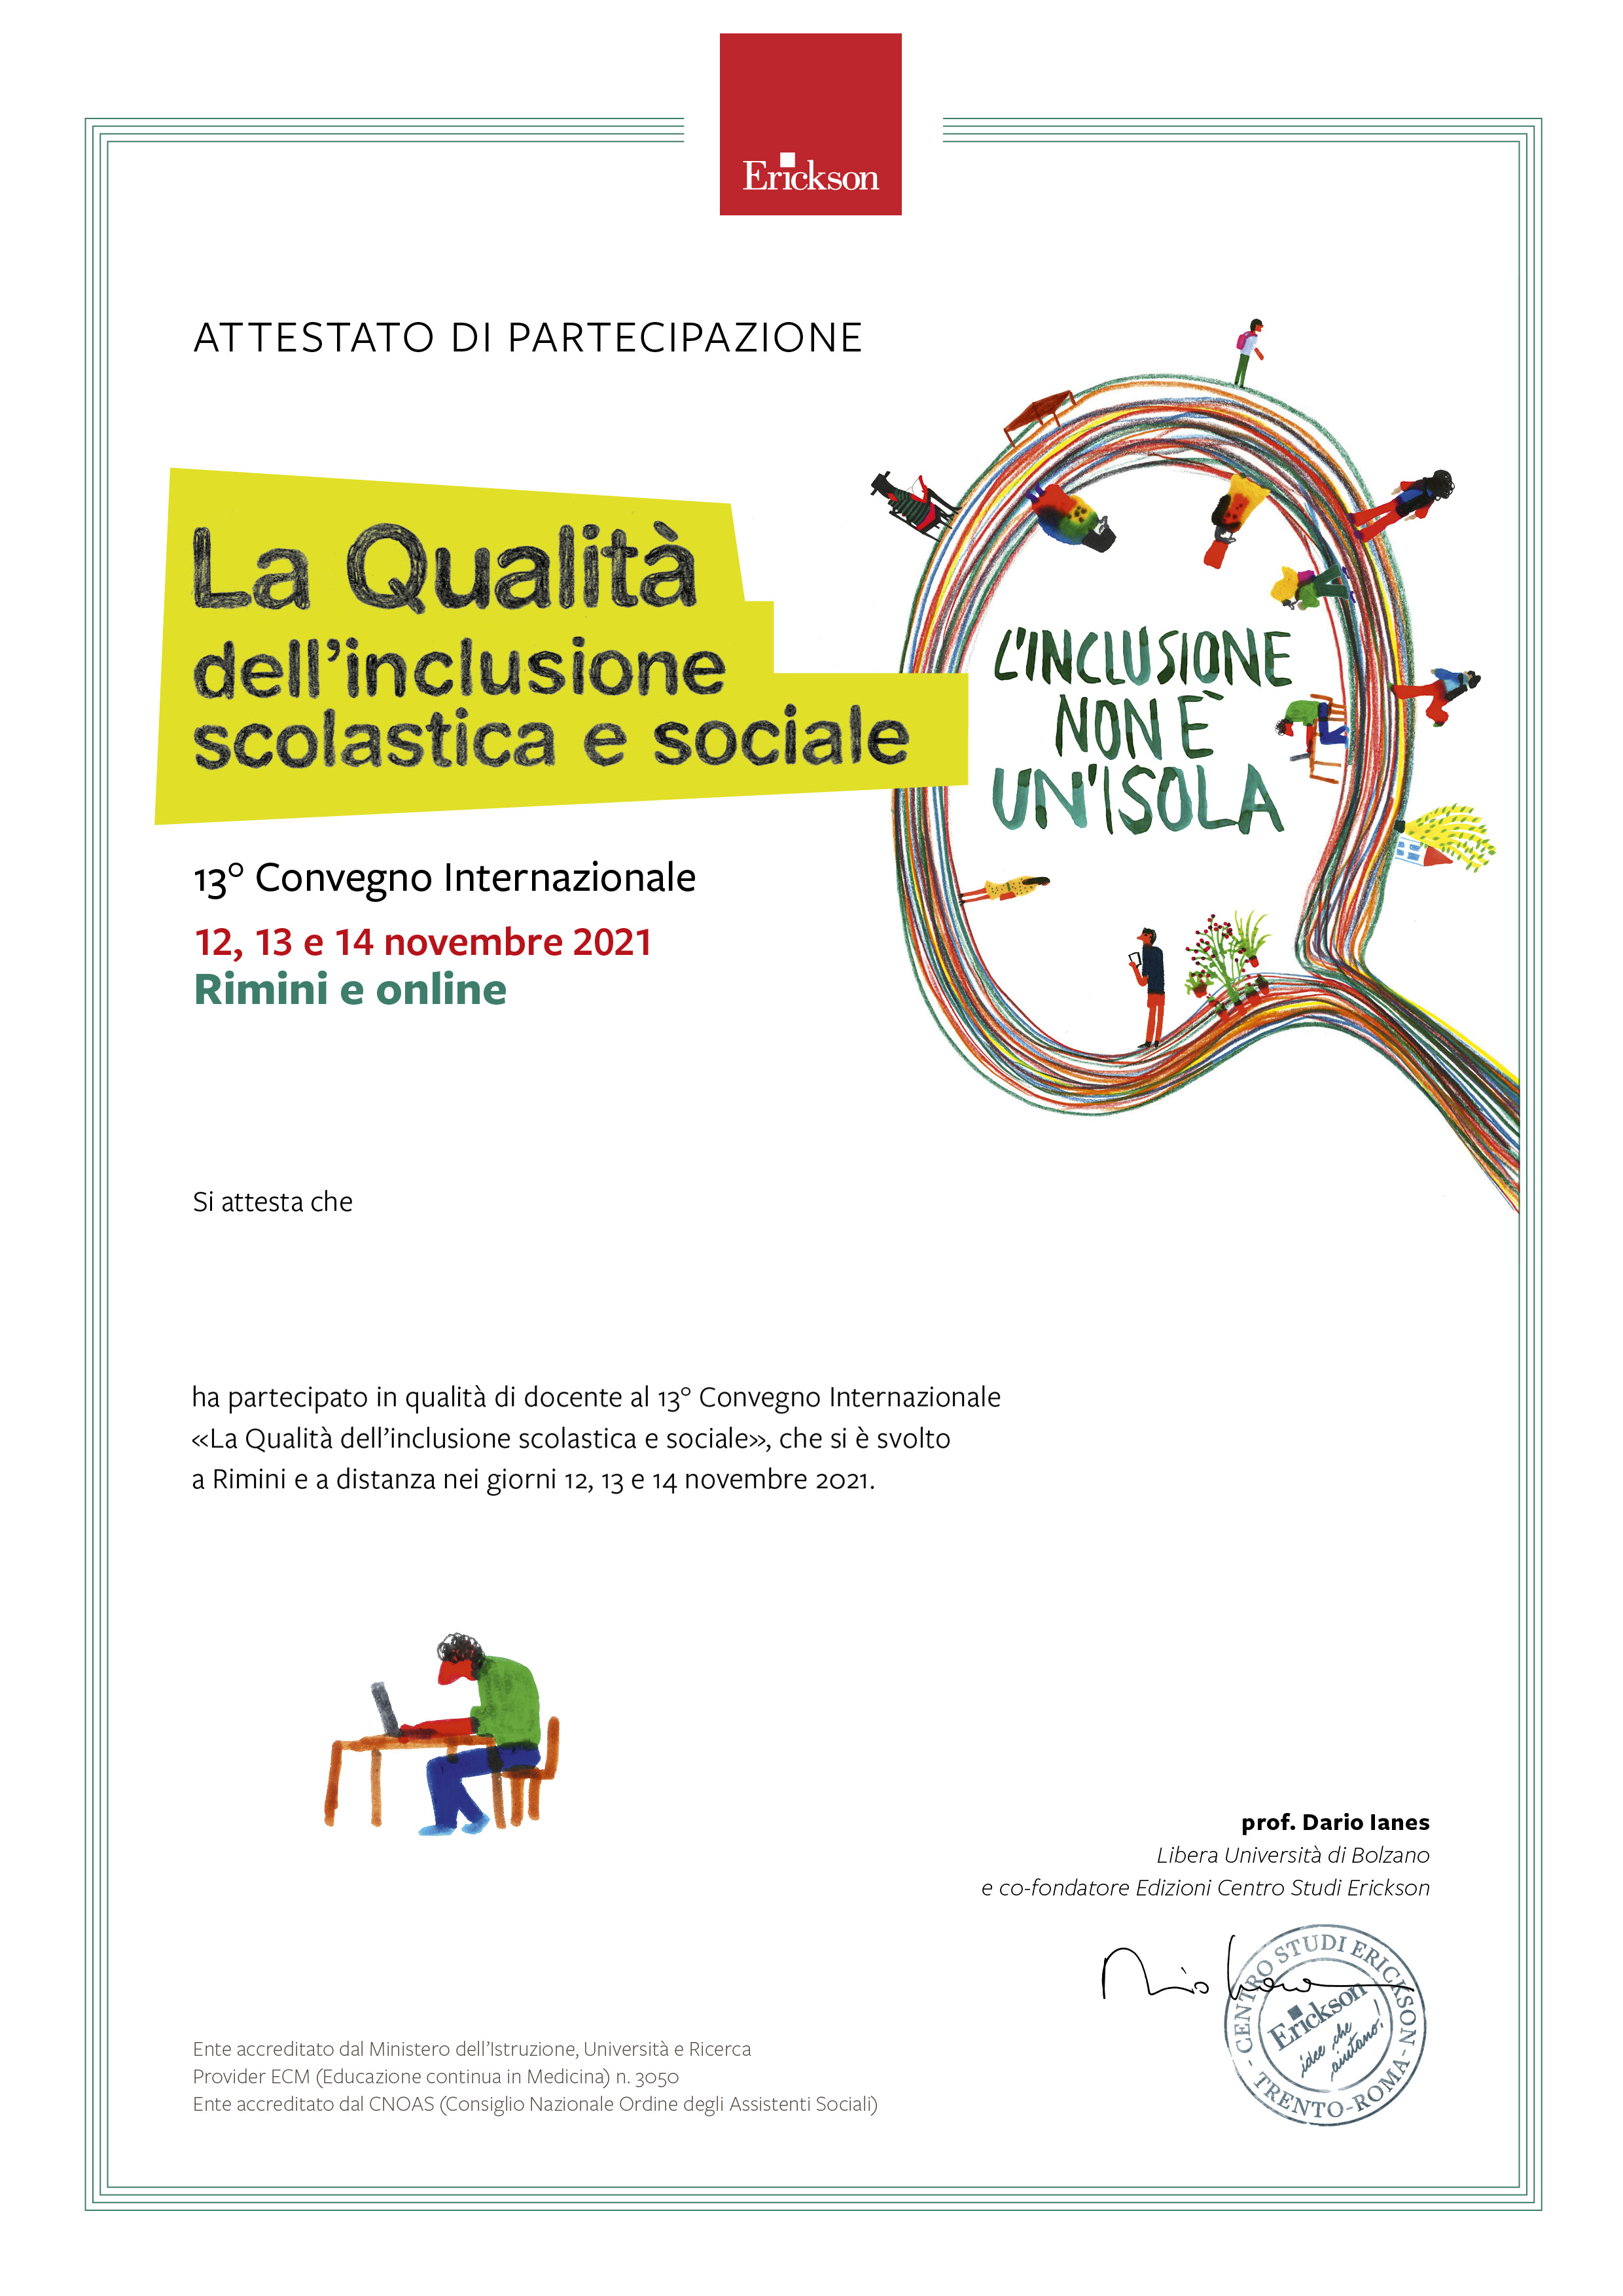 Erickson
ATTESTATO DI PARTECIPAZIONE
La Qualità
dell'inclusione
scolastica e sociale
L'INCLUSIONE
NON È
UN'ISOLA
13° Convegno Internazionale
12, 13 e 14 novembre 2021
Rimini e online
Si attesta che
ha partecipato in qualità di docente al 13° Convegno Internazionale
«La Qualità dell'inclusione scolastica e sociale», che si è svolto
a Rimini e a distanza nei giorni 12, 13 e 14 novembre 2021.
prof. Dario Ianes
Libera Università di Bolzano
e co-fondatore Edizioni Centro Studi Erickson
- CENTRO STUDI ERICKSON -
TRENTO-ROMA
Erickson
idee che
aiutano!
Ente accreditato dal Ministero dell'Istruzione, Università e Ricerca
Provider ECM (Educazione continua in Medicina) n. 3050
Ente accreditato dal CNOAS (Consiglio Nazionale Ordine degli Assistenti Sociali)